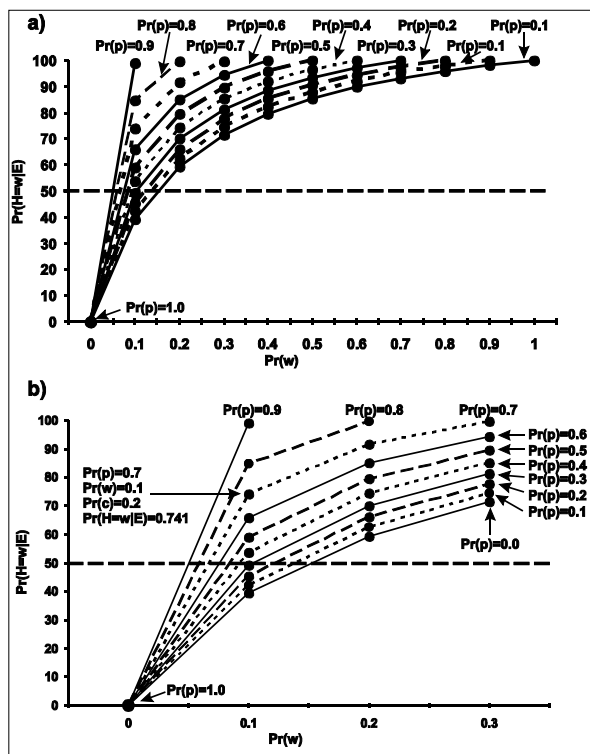 a)
Pr(p)=0.8
Pr(p)=0.6
Pr(p)=0.4
Pr(p)=0.2
Pr(p)=0.1
Pr(p)=0.9
Pr(p)=0.7
Pr(p)=0.5
Pr(p)=0.3
Pr(p)=0.1
100
90
80
70
60
50
40
30
20
10
0
Pr(H=w|E)
Pr(p)=1.0
0 0.1 0.2 0.3 0.4 0.5 0.6 0.7 0.8 0.9 1
Pr(w)
b)
Pr(p)=0.9 Pr(p)=0.8 Pr(p)=0.7
100
90
80
70
60
50
40
30
20
10
0
Pr(H=w|E)
Pr(p)=0.7
Pr(w)=0.1
Pr(c)=0.2
Pr(H=w|E)=0.741
Pr(p)=0.6
Pr(p)=0.5
Pr(p)=0.4
Pr(p)=0.3
Pr(p)=0.2
Pr(p)=0.1
Pr(p)=0.0
Pr(p)=1.0
0 0.1 0.2 0.3
Pr(w)